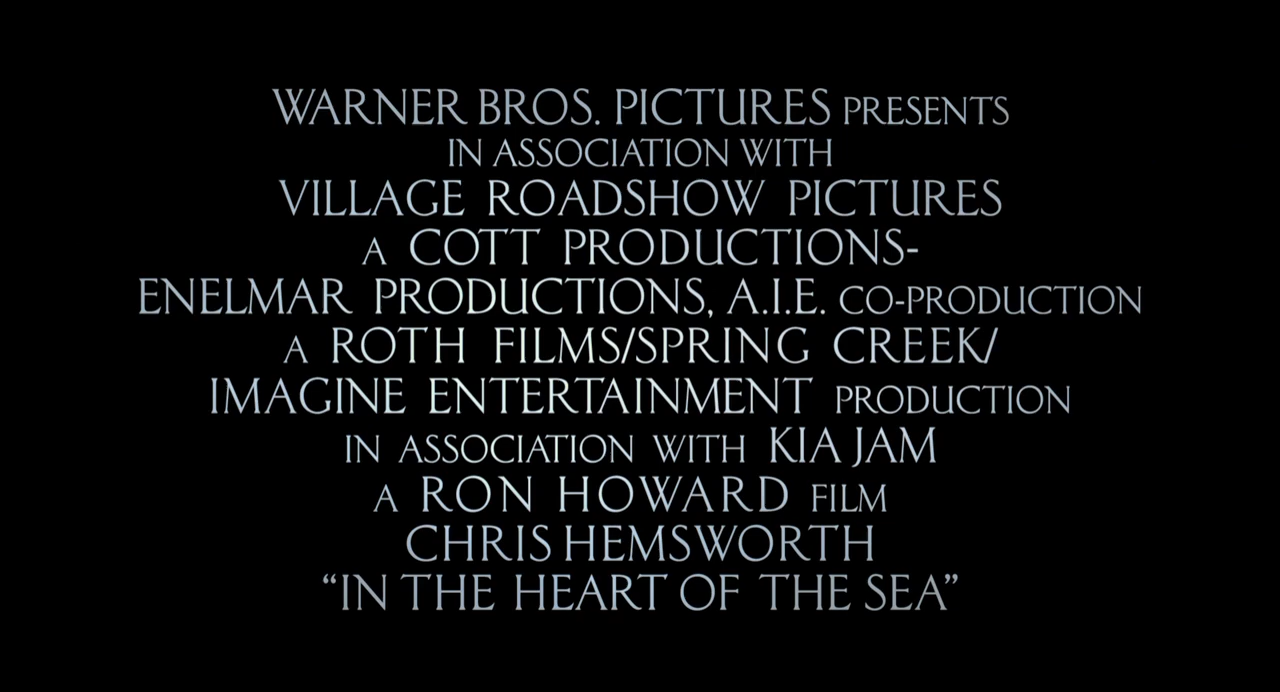 WARNER BROS. PICTURES PRESENTS
IN ASSOCIATION WITH
VILLAGE ROADSHOW PICTURES
A COTT PRODUCTIONS-
ENELMAR PRODUCTIONS, A.I.E. CO-PRODUCTION
A ROTH FILMS/SPRING CREEK/
IMAGINE ENTERTAINMENT PRODUCTION
IN ASSOCIATION WITH KIA JAM
A RON HOWARD FILM
CHRIS HEMSWORTH
“IN THE HEART OF THE SEA”